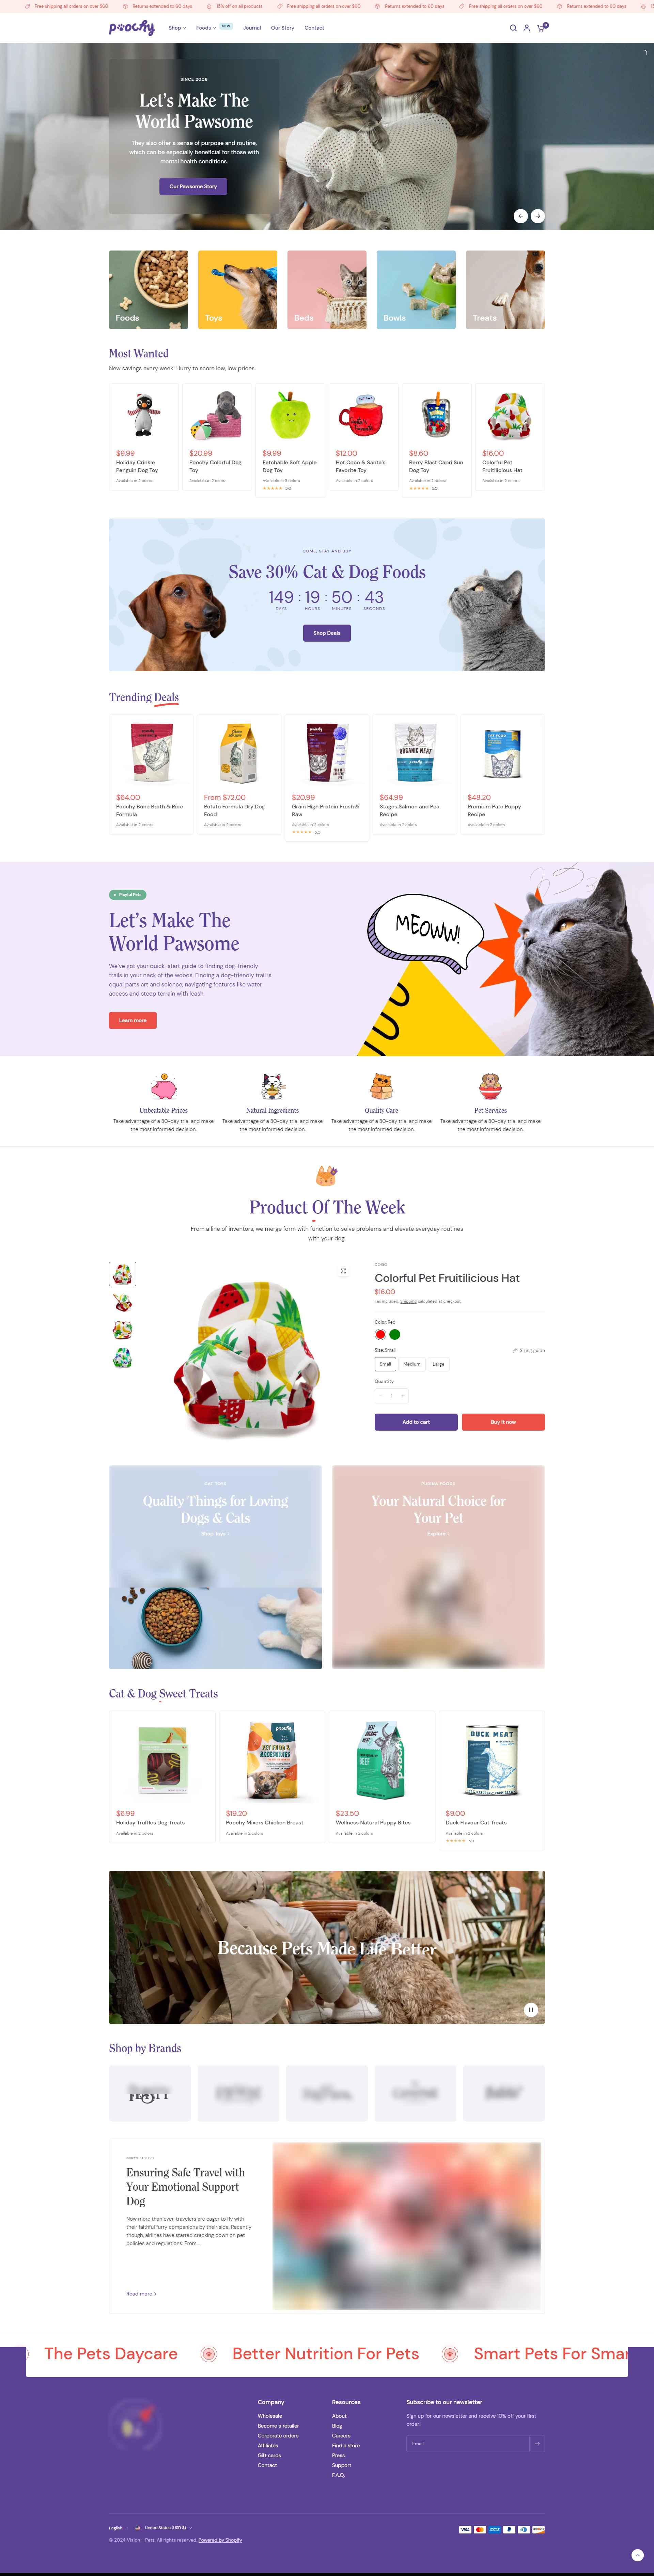 Free shipping all orders on over $60
Returns extended to 60 days
15% off on all products
Free shipping all orders on over $60
Returns extended to 60 days
Free shipping all orders on over $60
Returns extended to 60 days
poochy
Shop
Foods
NEW
Journal
Our Story
Contact
SINCE 2008
Let's Make The
World Pawsome
They also offer a sense of purpose and routine,
which can be especially beneficial for those with
mental health conditions.
Our Pawsome Story
Foods
Toys
Beds
Bowls
Treats
Most Wanted
New savings every week! Hurry to score low, low prices.
$9.99
Holiday Crinkle
Penguin Dog Toy
Available in 2 colors
$20.99
Poochy Colorful Dog
Toy
Available in 2 colors
$9.99
Fetchable Soft Apple
Dog Toy
Available in 3 colors
★★★★★ 5.0
$12.00
Hot Coco & Santa's
Favorite Toy
Available in 2 colors
$8.60
Berry Blast Capri Sun
Dog Toy
Available in 2 colors
★★★★★ 5.0
$16.00
Colorful Pet
Fruitilicious Hat
Available in 2 colors
COME, STAY AND BUY
Save 30% Cat & Dog Foods
149 : 19 : 50 : 43
DAYS HOURS MINUTES SECONDS
Shop Deals
Trending Deals
$64.00
Poochy Bone Broth & Rice
Formula
Available in 2 colors
From $72.00
Potato Formula Dry Dog
Food
Available in 2 colors
$20.99
Grain High Protein Fresh &
Raw
Available in 2 colors
★★★★★ 5.0
ORGANIC MEAT
$64.99
Stages Salmon and Pea
Recipe
Available in 2 colors
CAT FOOD
$48.20
Premium Pate Puppy
Recipe
Available in 2 colors
Playful Pets
Let's Make The
World Pawsome
We've got your quick-start guide to finding dog-friendly
trails in your neck of the woods. Finding a dog-friendly trail is
equal parts art and science, navigating features like water
access and steep terrain with leash.
Learn more
MEOWW!
Unbeatable Prices
Take advantage of a 30-day trial and make
the most informed decision.
Natural Ingredients
Take advantage of a 30-day trial and make
the most informed decision.
Quality Care
Take advantage of a 30-day trial and make
the most informed decision.
Pet Services
Take advantage of a 30-day trial and make
the most informed decision.
Product Of The Week
From a line of inventors, we merge form with function to solve problems and elevate everyday routines
with your dog.
Colorful Pet Fruitilicious Hat
$16.00
Tax included. Shipping calculated at checkout.
Color: Red
Size: Small
Sizing guide
Small
Medium
Large
Quantity
- 1 +
Add to cart
Buy it now
Quality Things for Loving
Dogs & Cats
Shop Toys
Your Natural Choice for
Your Pet
Explore
Cat & Dog Sweet Treats
$6.99
Holiday Truffles Dog Treats
Available in 2 colors
poochy
PET FOOD &
ACCESSORIES
$19.20
Poochy Mixers Chicken Breast
Available in 2 colors
BEST
ORGANIC
MEAT
poochy
$23.50
Wellness Natural Puppy Bites
Available in 2 colors
DUCK MEAT
$9.00
Duck Flavour Cat Treats
Available in 2 colors
★★★★★ 5.0
Because Pets Made Life Better
Shop by Brands
March 16 2023
Ensuring Safe Travel with
Your Emotional Support
Dog
Now more than ever, travelers are eager to fly with
their faithful furry companions by their side. Recently
though, airlines have started cracking down on pet
policies and regulations. From...
Read more
The Pets Daycare
Better Nutrition For Pets
Smart Pets For Smar
Company
Wholesale
Become a retailer
Corporate orders
Affiliates
Gift cards
Contact
Resources
About
Blog
Careers
Find a store
Press
Support
F.A.Q.
Subscribe to our newsletter
Sign up for our newsletter and receive 10% off your first
order!
Email
English
United States (USD $)
© 2024 Vision - Pets, All rights reserved. Powered by Shopify
VISA